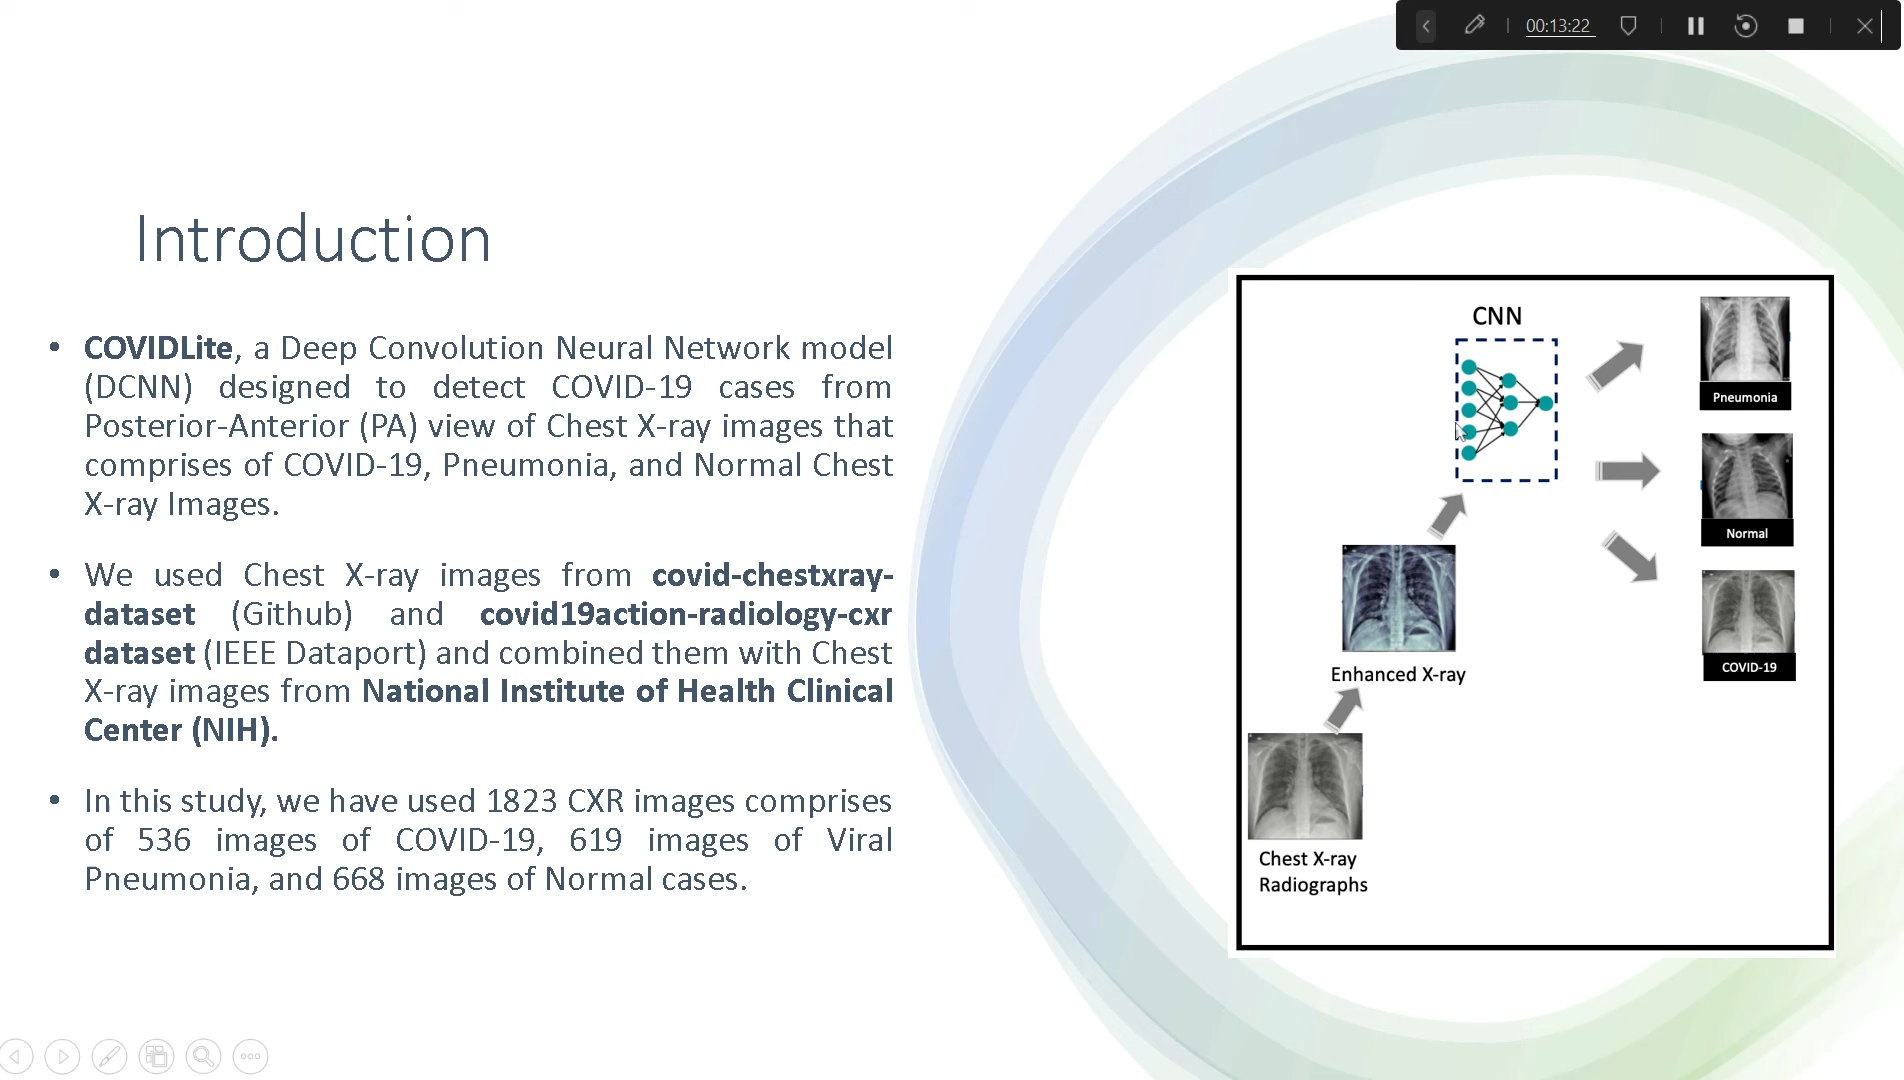 00:13:22
Introduction
• COVIDLite, a Deep Convolution Neural Network model
(DCNN) designed to detect COVID-19 cases from
Posterior-Anterior (PA) view of Chest X-ray images that
comprises of COVID-19, Pneumonia, and Normal Chest
X-ray Images.
• We used Chest X-ray images from covid-chestxray-
dataset (Github) and covid19action-radiology-cxr
dataset (IEEE Dataport) and combined them with Chest
X-ray images from National Institute of Health Clinical
Center (NIH).
• In this study, we have used 1823 CXR images comprises
of 536 images of COVID-19, 619 images of Viral
Pneumonia, and 668 images of Normal cases.
CNN
Pneumonia
Normal
COVID-19
Enhanced X-ray
Chest X-ray
Radiographs